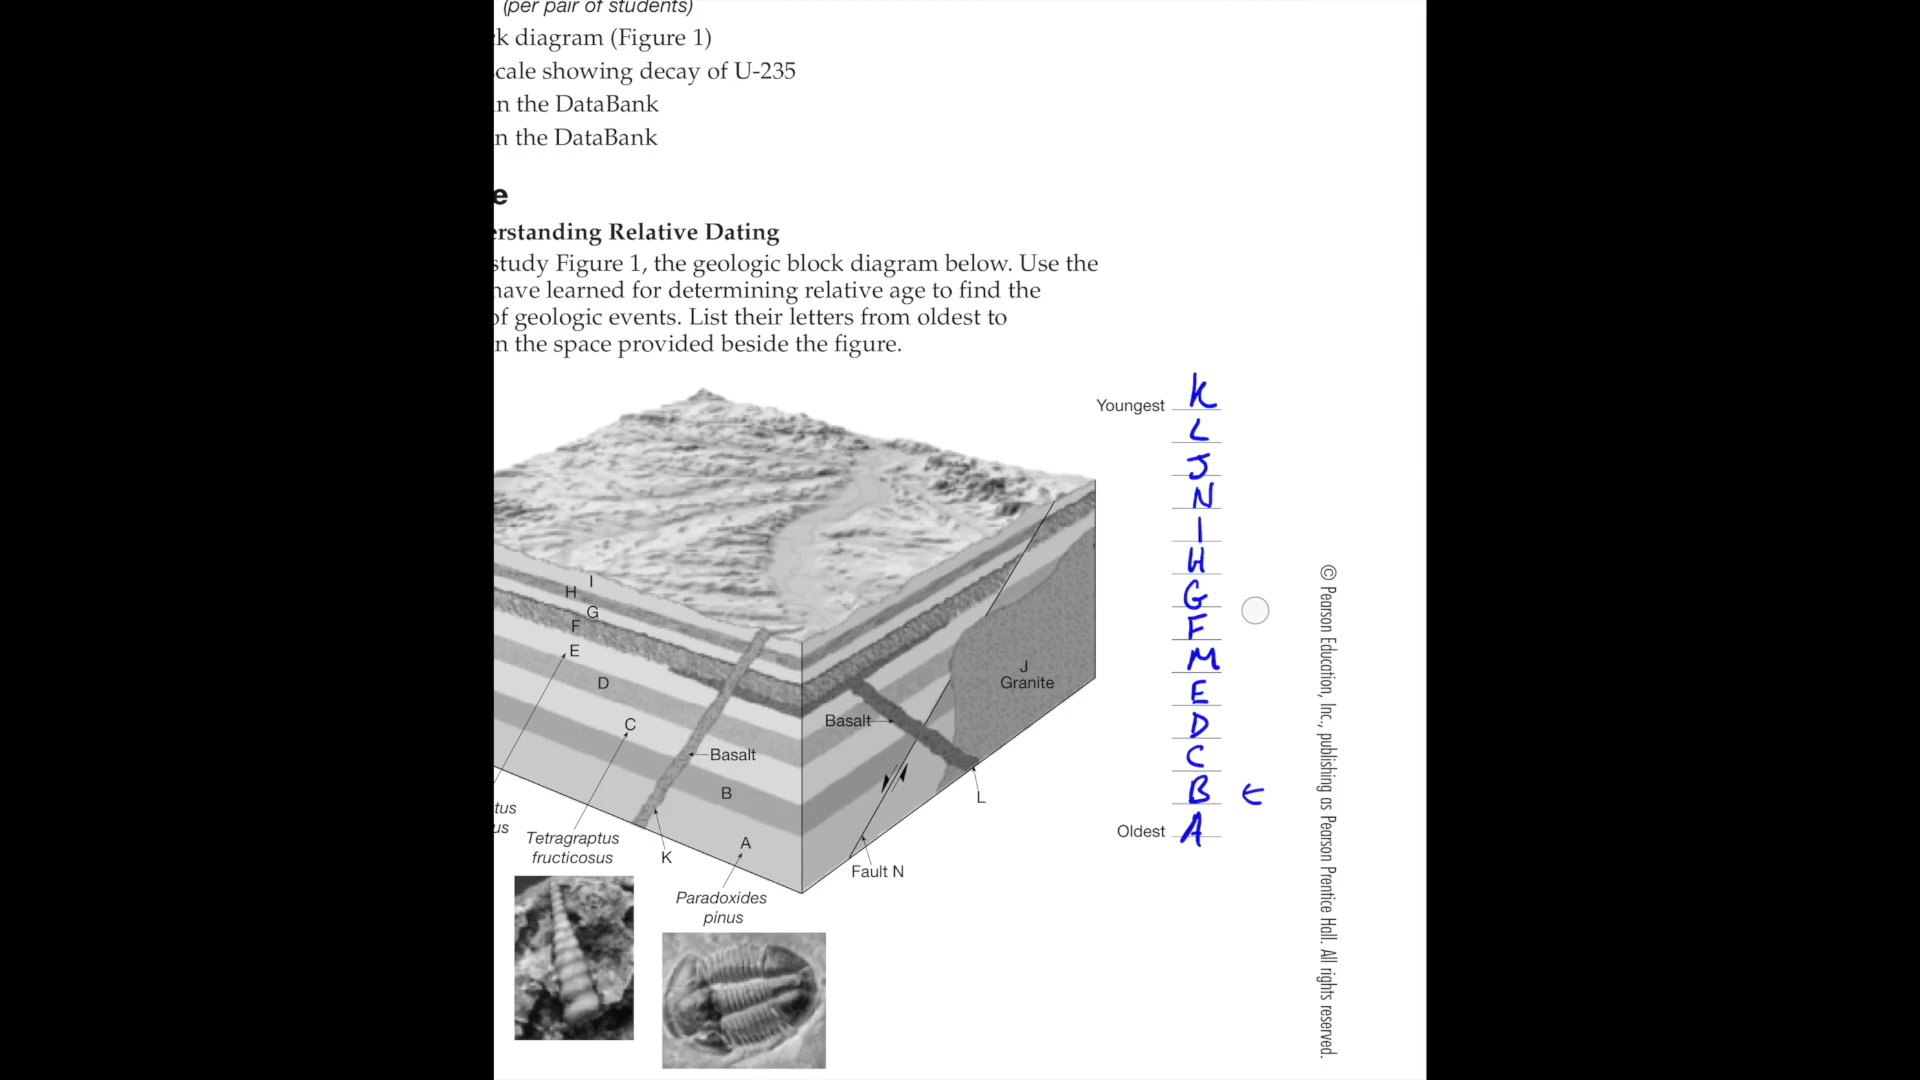 (per pair of students)
k diagram (Figure 1)
cale showing decay of U-235
n the DataBank
n the DataBank
e
erstanding Relative Dating
study Figure 1, the geologic block diagram below. Use the
have learned for determining relative age to find the
of geologic events. List their letters from oldest to
n the space provided beside the figure.
Youngest K
L
J
N
I
H
G
F
M
E
D
C
B ←
Oldest A
I
H
G
F
E
D
C
B
A
J
Granite
Basalt
Basalt
L
K
Fault N
tus
us
Tetragraptus
fructicosus
Paradoxides
pinus
© Pearson Education, Inc., publishing as Pearson Prentice Hall. All rights reserved.